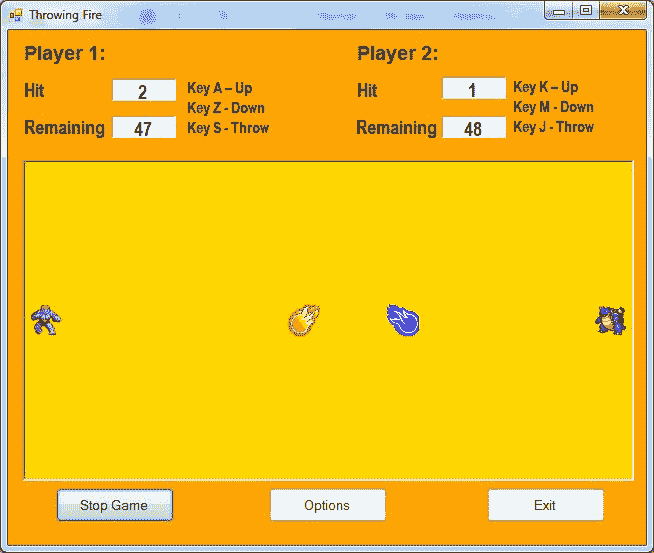 Throwing Fire
Player 1:
Hit 2
Remaining 47
Key A – Up
Key Z - Down
Key S - Throw
Player 2:
Hit 1
Remaining 48
Key K – Up
Key M - Down
Key J - Throw
Stop Game Options Exit